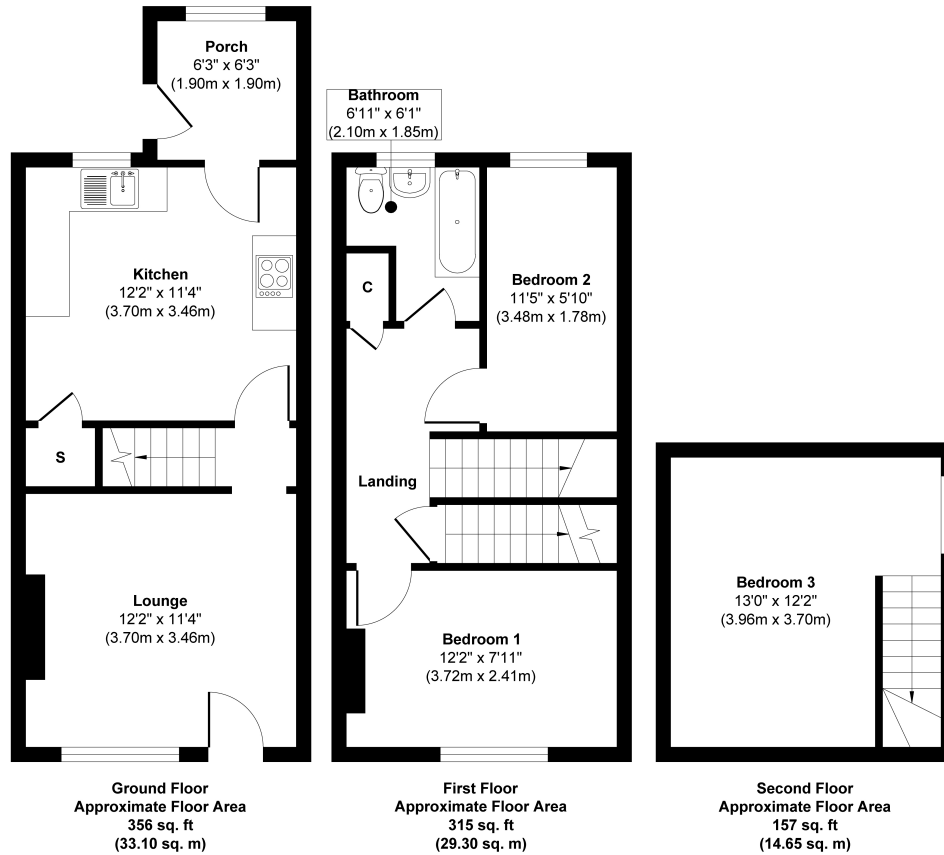 Porch
6'3" x 6'3"
(1.90m x 1.90m)
Kitchen
12'2" x 11'4"
(3.70m x 3.46m)
S
Lounge
12'2" x 11'4"
(3.70m x 3.46m)
Ground Floor
Approximate Floor Area
356 sq. ft
(33.10 sq. m)
Bathroom
6'11" x 6'1"
(2.10m x 1.85m)
C
Bedroom 2
11'5" x 5'10"
(3.48m x 1.78m)
Landing
Bedroom 1
12'2" x 7'11"
(3.72m x 2.41m)
First Floor
Approximate Floor Area
315 sq. ft
(29.30 sq. m)
Bedroom 3
13'0" x 12'2"
(3.96m x 3.70m)
Second Floor
Approximate Floor Area
157 sq. ft
(14.65 sq. m)